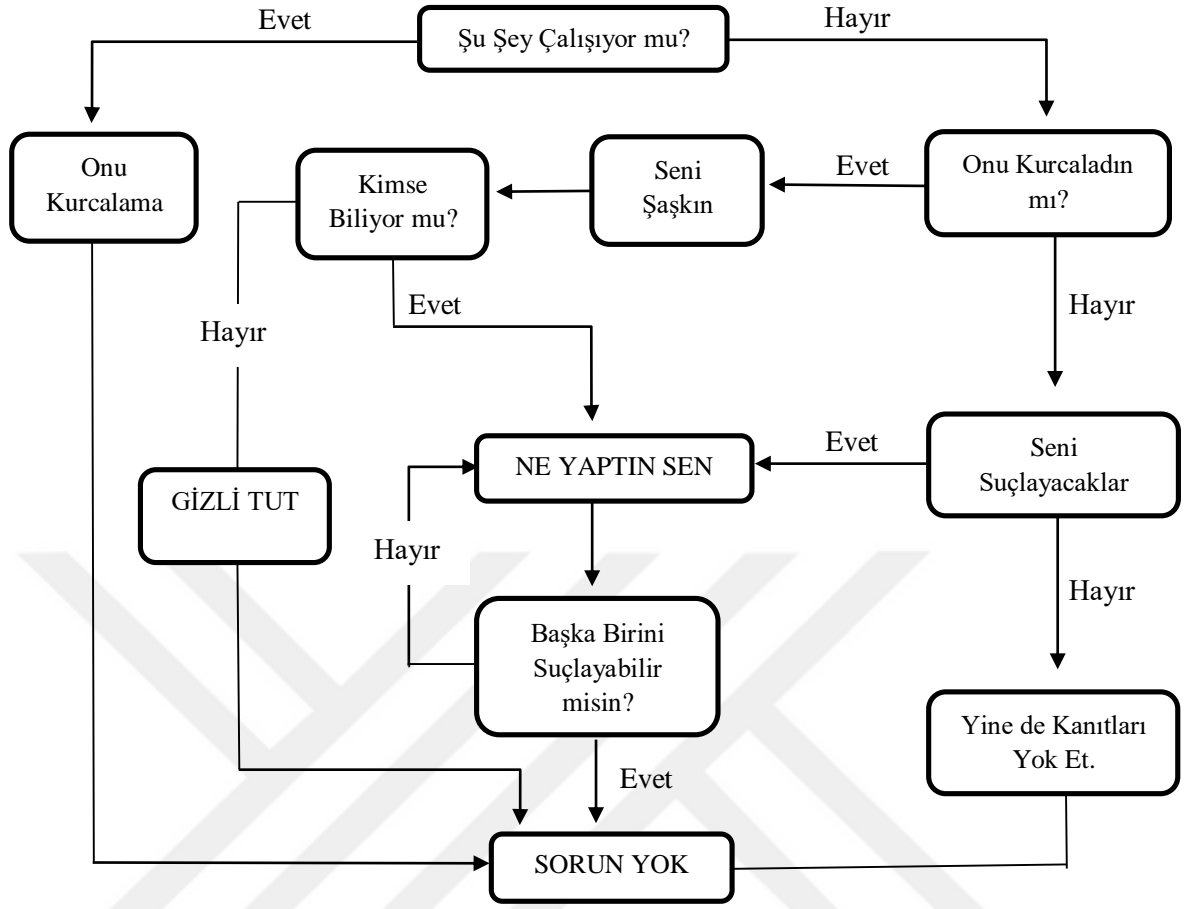 Evet
Hayır
Şu Şey Çalışıyor mu?
Onu
Kurcalama
Kimse
Biliyor mu?
Seni
Şaşkın
Evet
Onu Kurcaladın
mı?
Hayır
Evet
Hayır
GİZLİ TUT
NE YAPTIN SEN
Evet
Seni
Suçlayacaklar
Hayır
Hayır
Başka Birini
Suçlayabilir
misin?
Yine de Kanıtları
Yok Et.
Evet
SORUN YOK